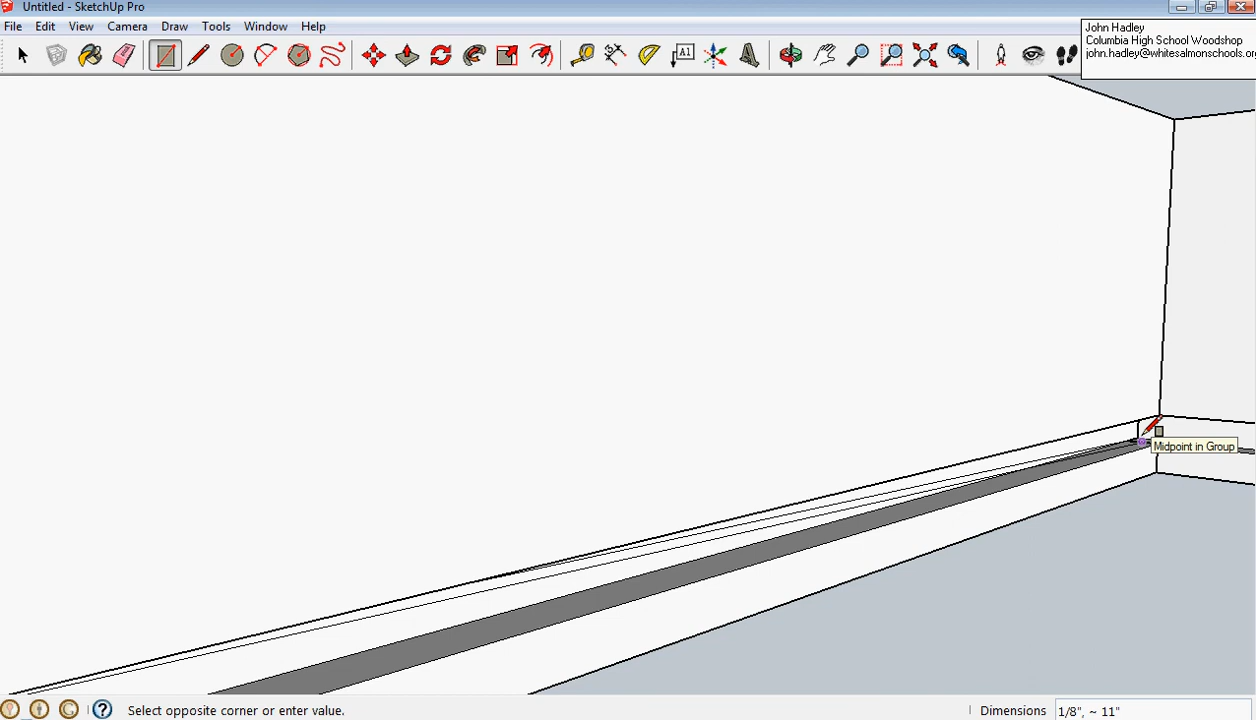 Untitled - SketchUp Pro
File Edit View Camera Draw Tools Window Help
John Hadley
Columbia High School Woodshop
john.hadley@whitesalmonschools.or
A1
Midpoint in Group
Select opposite corner or enter value.
Dimensions 1/8", ~ 11"